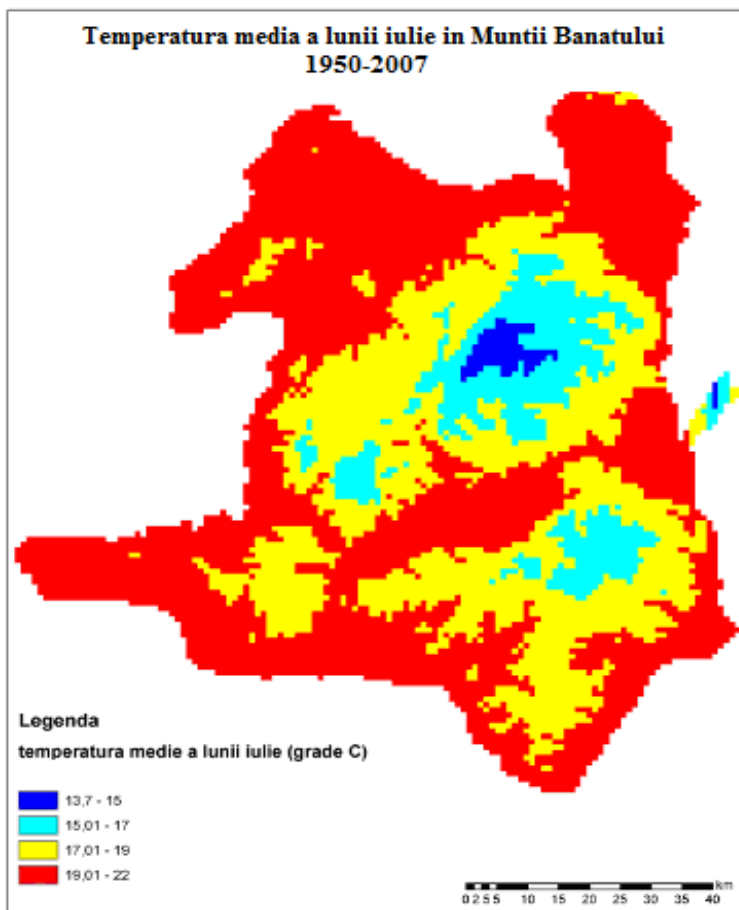 Temperatura media a lunii iulie in Muntii Banatului
1950-2007
Legenda
temperatura medie a lunii iulie (grade C)
13,7 - 15
15,01 - 17
17,01 - 19
19,01 - 22
km
0 2,5 5 10 15 20 25 30 35 40